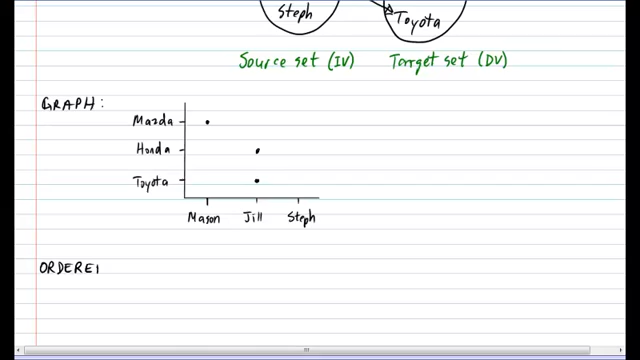 Steph
Toyota
Source set (IV) Target set (DV)
GRAPH:
Mazda
Honda
Toyota
Mason Jill Steph
ORDERE